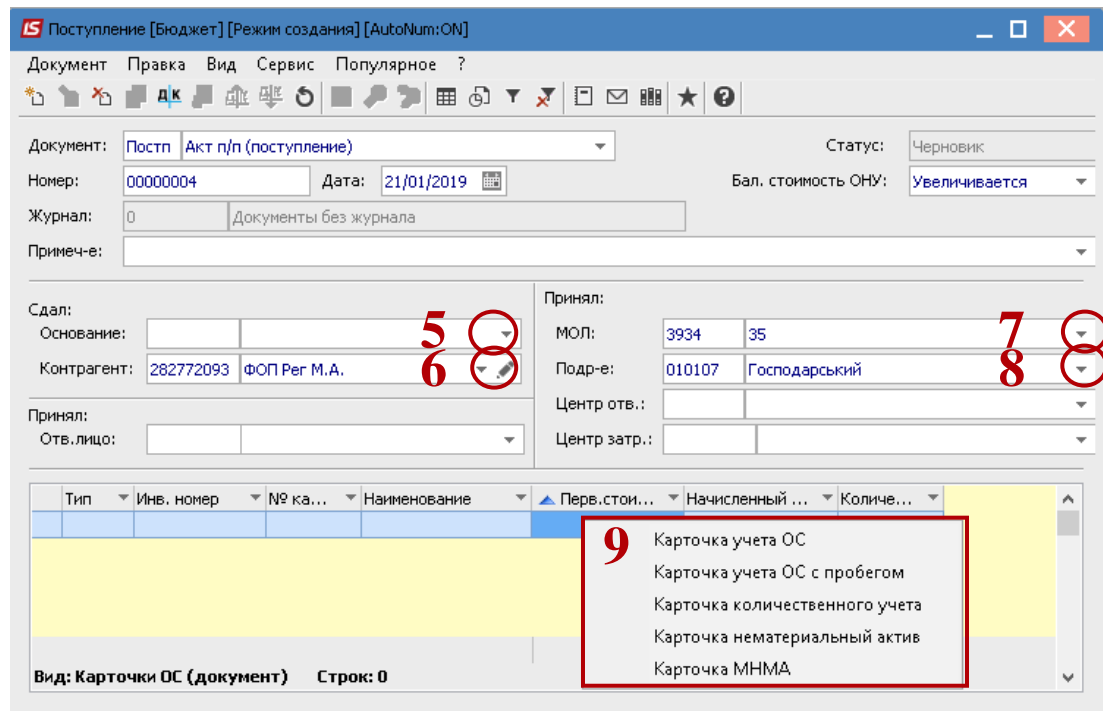 IS Поступление [Бюджет] [Режим создания] [AutoNum:ON]
Документ Правка Вид Сервис Популярное ?
Документ: Постп Акт п/п (поступление) Статус: Черновик
Номер: 00000004 Дата: 21/01/2019 Бал. стоимость ОНУ: Увеличивается
Журнал: 0 Документы без журнала
Примеч-е:
Сдал:
Основание: 5
Контрагент: 282772093 ФОП Рег М.А. 6
Принял:
Отв.лицо:
Принял:
МОЛ: 3934 35 7
Подр-е: 010107 Господарський 8
Центр отв.:
Центр затр.:
Тип Инв. номер № ка... Наименование Перв.стои... Начисленный ... Количе...
9 Карточка учета ОС
Карточка учета ОС с пробегом
Карточка количественного учета
Карточка нематериальный актив
Карточка МНМА
Вид: Карточки ОС (документ) Строк: 0